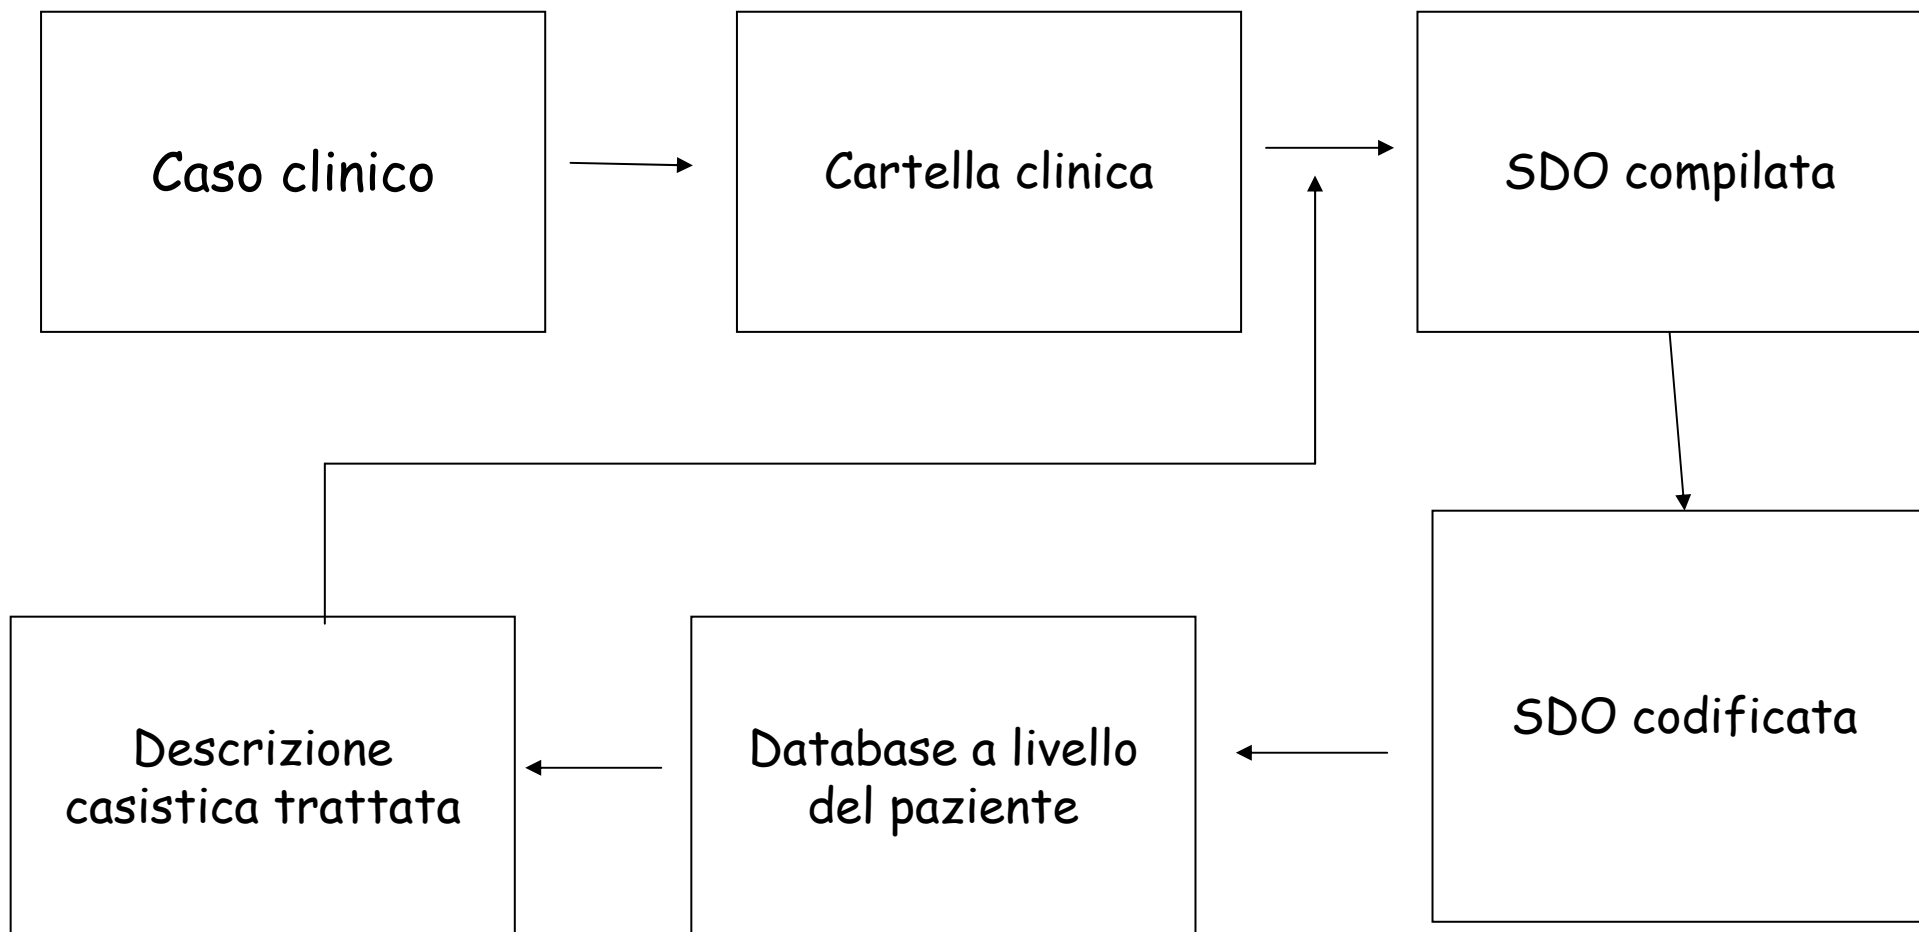 Caso clinico
Cartella clinica
SDO compilata
SDO codificata
Database a livello
del paziente
Descrizione
casistica trattata